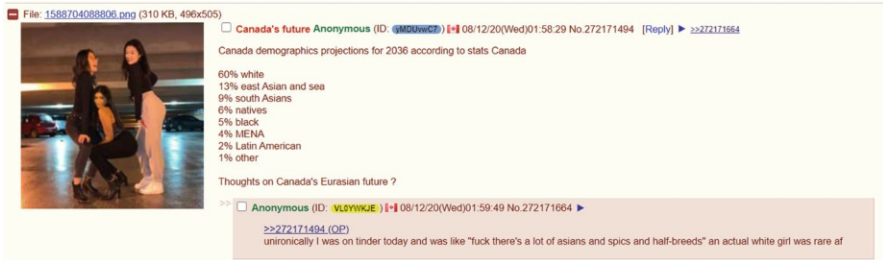 File: 1588704088806.png (310 KB, 496x505)
Canada's future Anonymous (ID: yMDUvwC7) 08/12/20(Wed)01:58:29 No.272171494 [Reply] ▶ >>272171664
Canada demographics projections for 2036 according to stats Canada
60% white
13% east Asian and sea
9% south Asians
6% natives
5% black
4% MENA
2% Latin American
1% other
Thoughts on Canada's Eurasian future ?
>> Anonymous (ID: VL0YWKJE) 08/12/20(Wed)01:59:49 No.272171664 ▶
>>272171494 (OP)
unironically I was on tinder today and was like "fuck there's a lot of asians and spics and half-breeds" an actual white girl was rare af